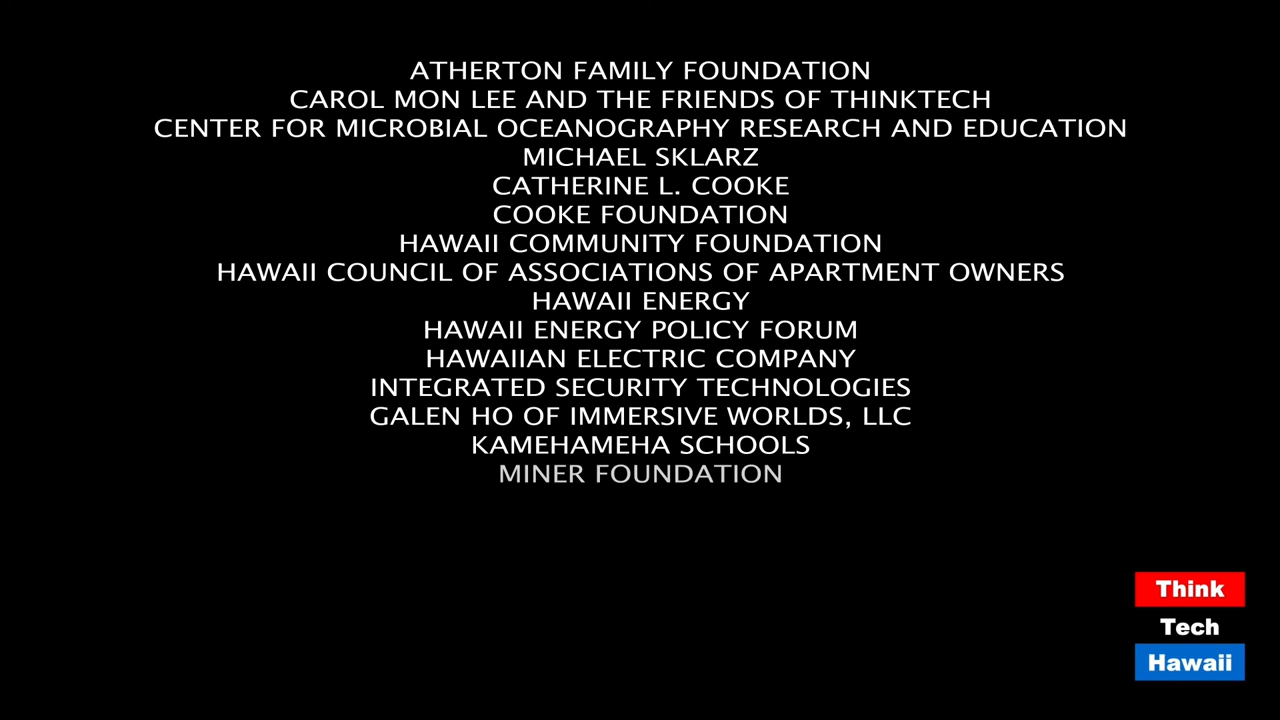 ATHERTON FAMILY FOUNDATION
CAROL MON LEE AND THE FRIENDS OF THINKTECH
CENTER FOR MICROBIAL OCEANOGRAPHY RESEARCH AND EDUCATION
MICHAEL SKLARZ
CATHERINE L. COOKE
COOKE FOUNDATION
HAWAII COMMUNITY FOUNDATION
HAWAII COUNCIL OF ASSOCIATIONS OF APARTMENT OWNERS
HAWAII ENERGY
HAWAII ENERGY POLICY FORUM
HAWAIIAN ELECTRIC COMPANY
INTEGRATED SECURITY TECHNOLOGIES
GALEN HO OF IMMERSIVE WORLDS, LLC
KAMEHAMEHA SCHOOLS
MINER FOUNDATION
Think
Tech
Hawaii